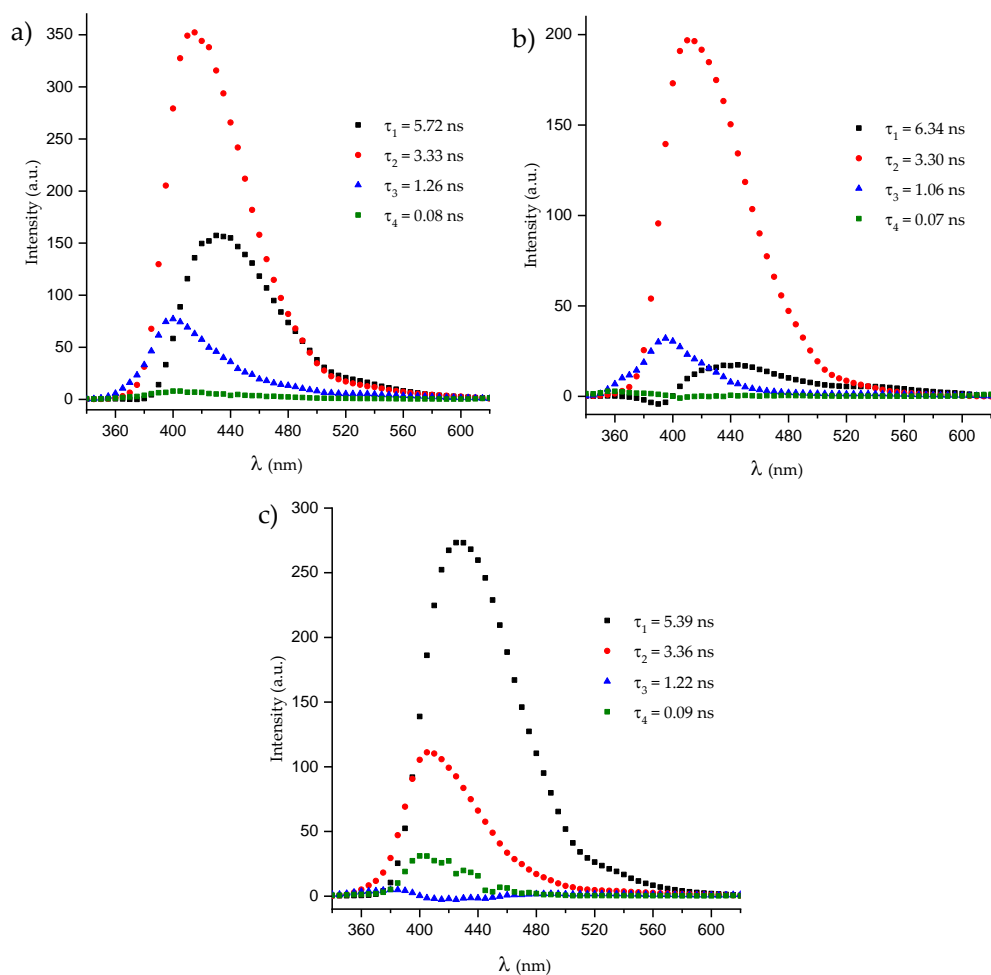 a)
350
300
250
200
150
100
50
0
Intensity (a.u.)
τ1 = 5.72 ns
τ2 = 3.33 ns
τ3 = 1.26 ns
τ4 = 0.08 ns
360 400 440 480 520 560 600
λ (nm)
b)
200
150
100
50
0
Intensity (a.u.)
τ1 = 6.34 ns
τ2 = 3.30 ns
τ3 = 1.06 ns
τ4 = 0.07 ns
360 400 440 480 520 560 600
λ (nm)
c)
300
250
200
150
100
50
0
Intensity (a.u.)
τ1 = 5.39 ns
τ2 = 3.36 ns
τ3 = 1.22 ns
τ4 = 0.09 ns
360 400 440 480 520 560 600
λ (nm)